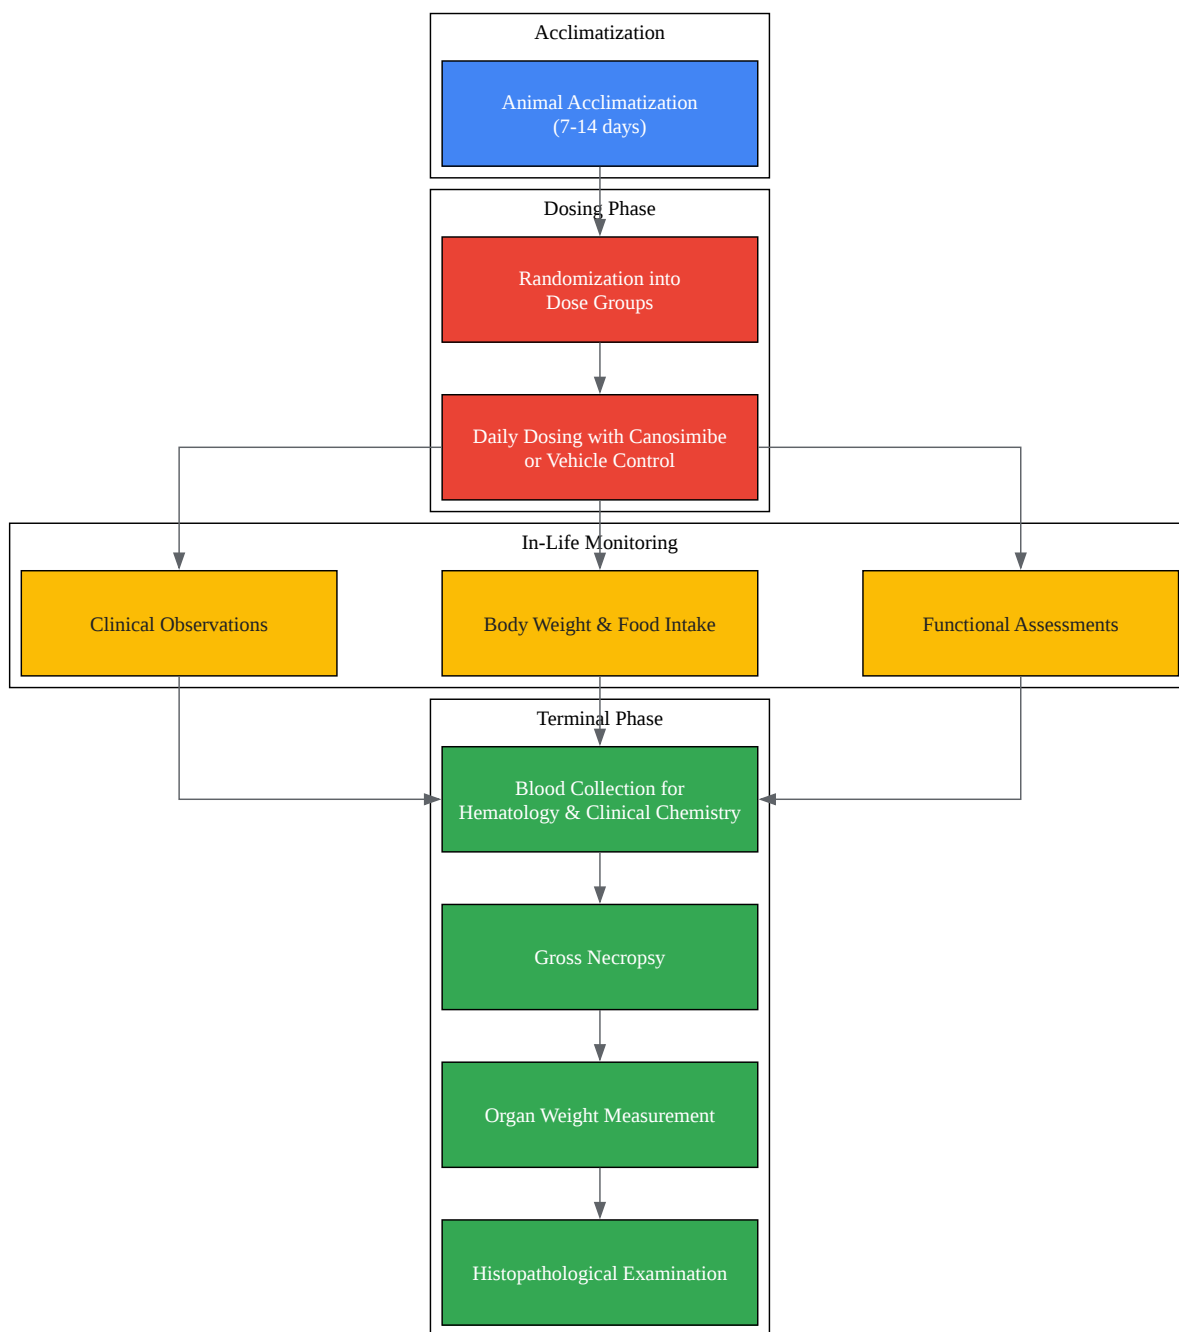 Acclimatization
Animal Acclimatization
(7-14 days)
Dosing Phase
Randomization into
Dose Groups
Daily Dosing with Canosimibe
or Vehicle Control
In-Life Monitoring
Clinical Observations
Body Weight & Food Intake
Functional Assessments
Terminal Phase
Blood Collection for
Hematology & Clinical Chemistry
Gross Necropsy
Organ Weight Measurement
Histopathological Examination